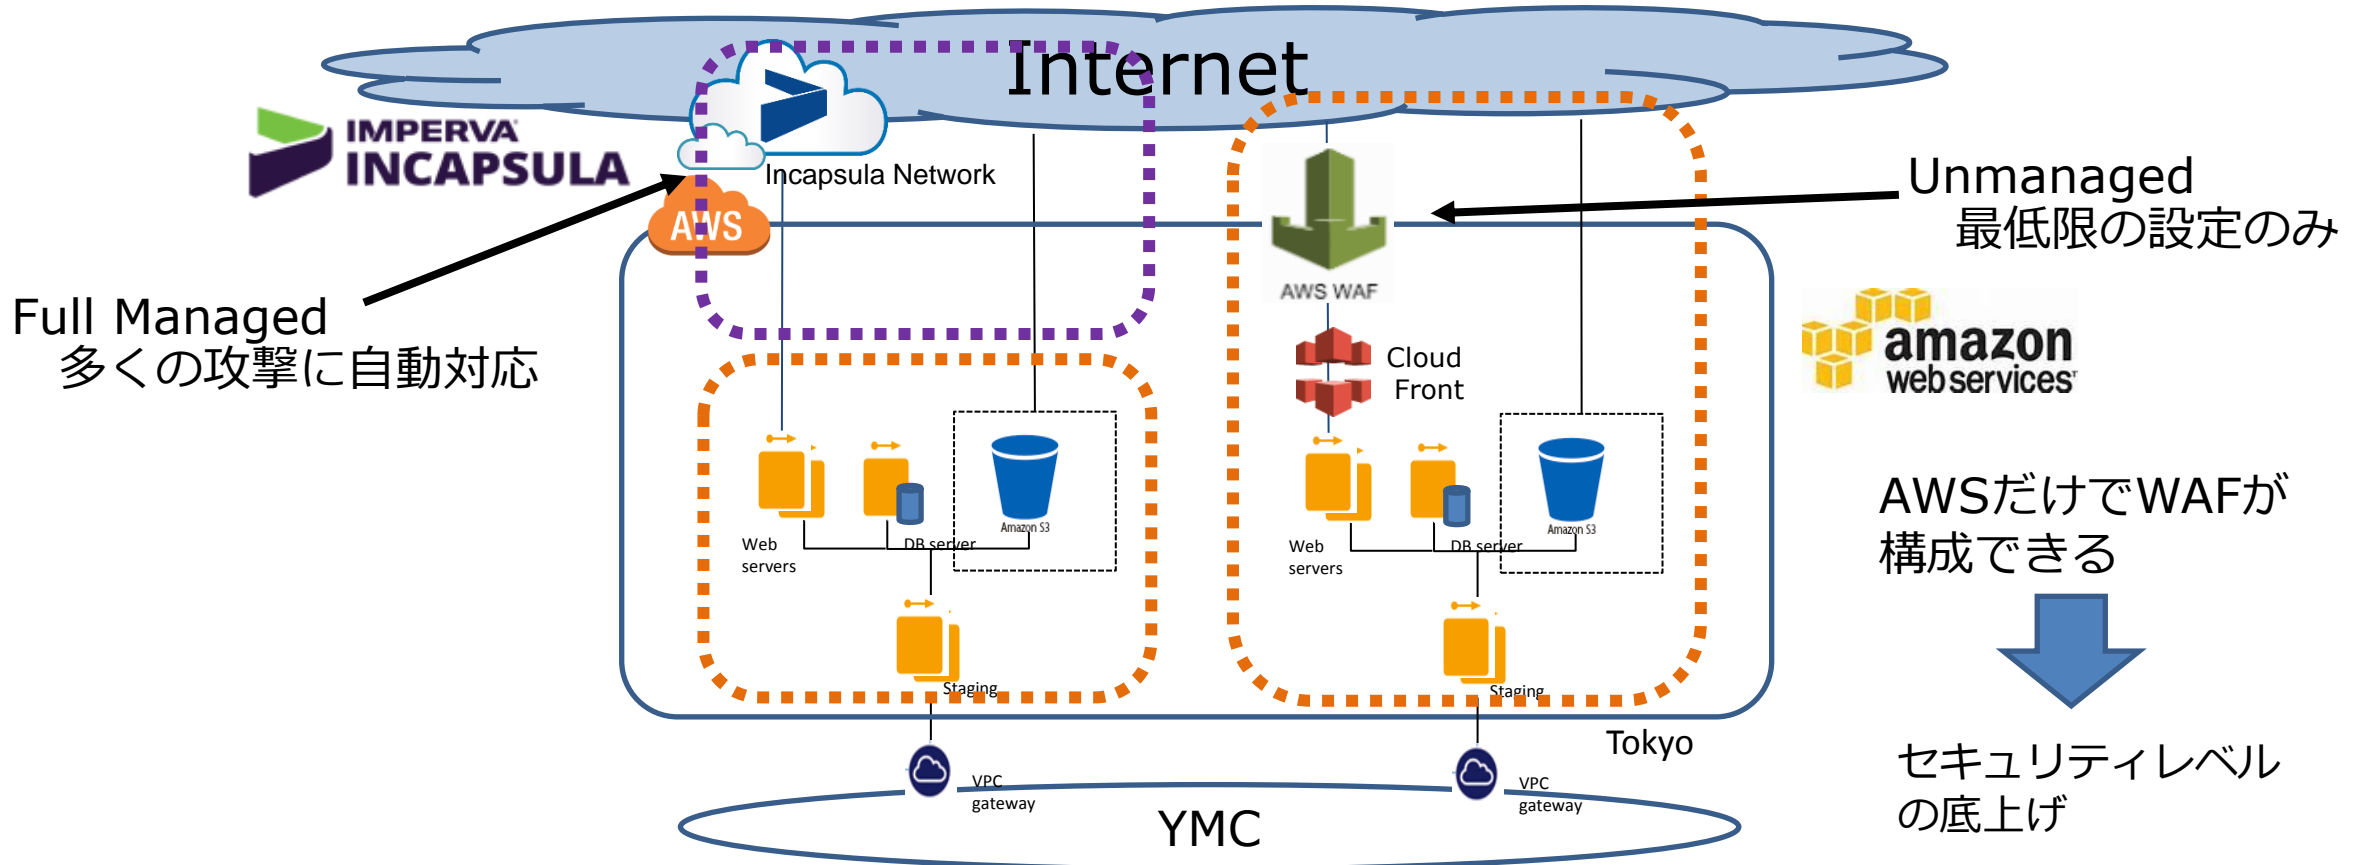 Internet
IMPERVA
INCAPSULA
Incapsula Network
AWS
Unmanaged
最低限の設定のみ
AWS WAF
Full Managed
多くの攻撃に自動対応
Cloud
Front
amazon
web services
Amazon S3
Web
servers
DB server
Amazon S3
Web
servers
DB server
AWSだけでWAFが
構成できる
Staging
Staging
Tokyo
セキュリティレベル
の底上げ
VPC
gateway
VPC
gateway
YMC